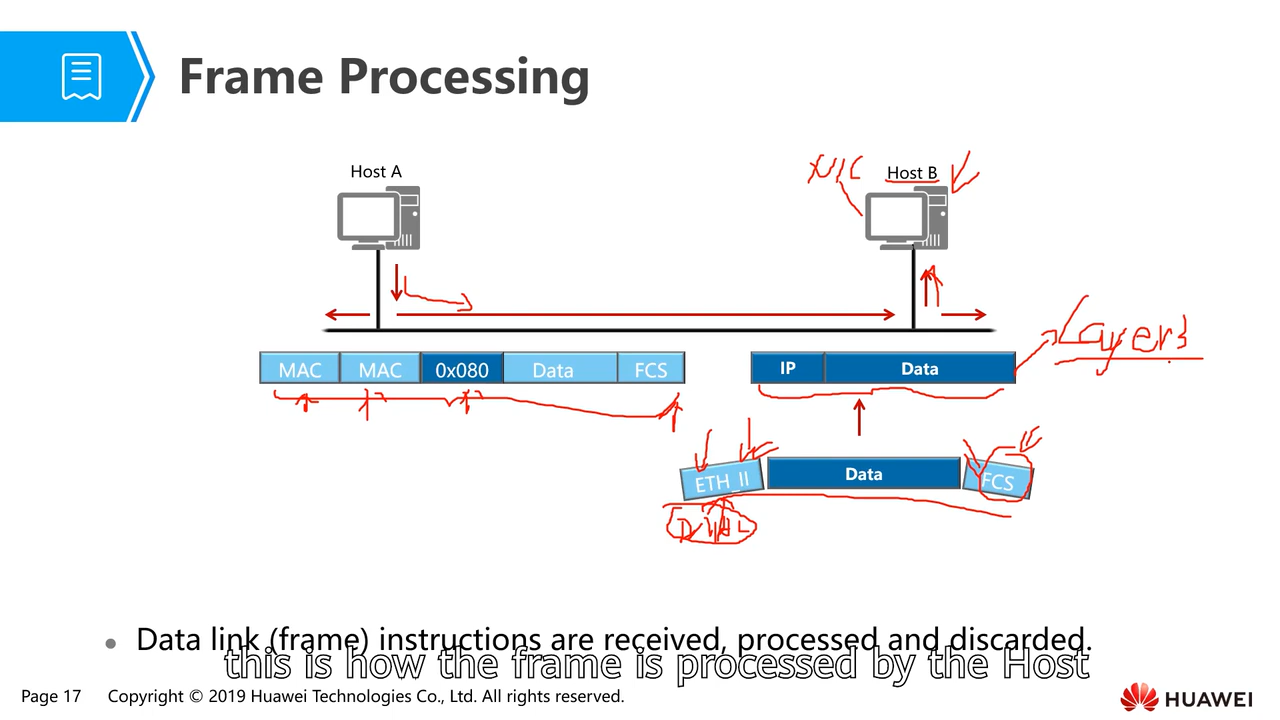 Frame Processing
Host A
NIC
Host B
MAC MAC 0x080 Data FCS
IP Data
Layer3
ETH II Data FCS
Data link (frame) instructions are received, processed and discarded.
this is how the frame is processed by the Host
Page 17 Copyright © 2019 Huawei Technologies Co., Ltd. All rights reserved.
HUAWEI